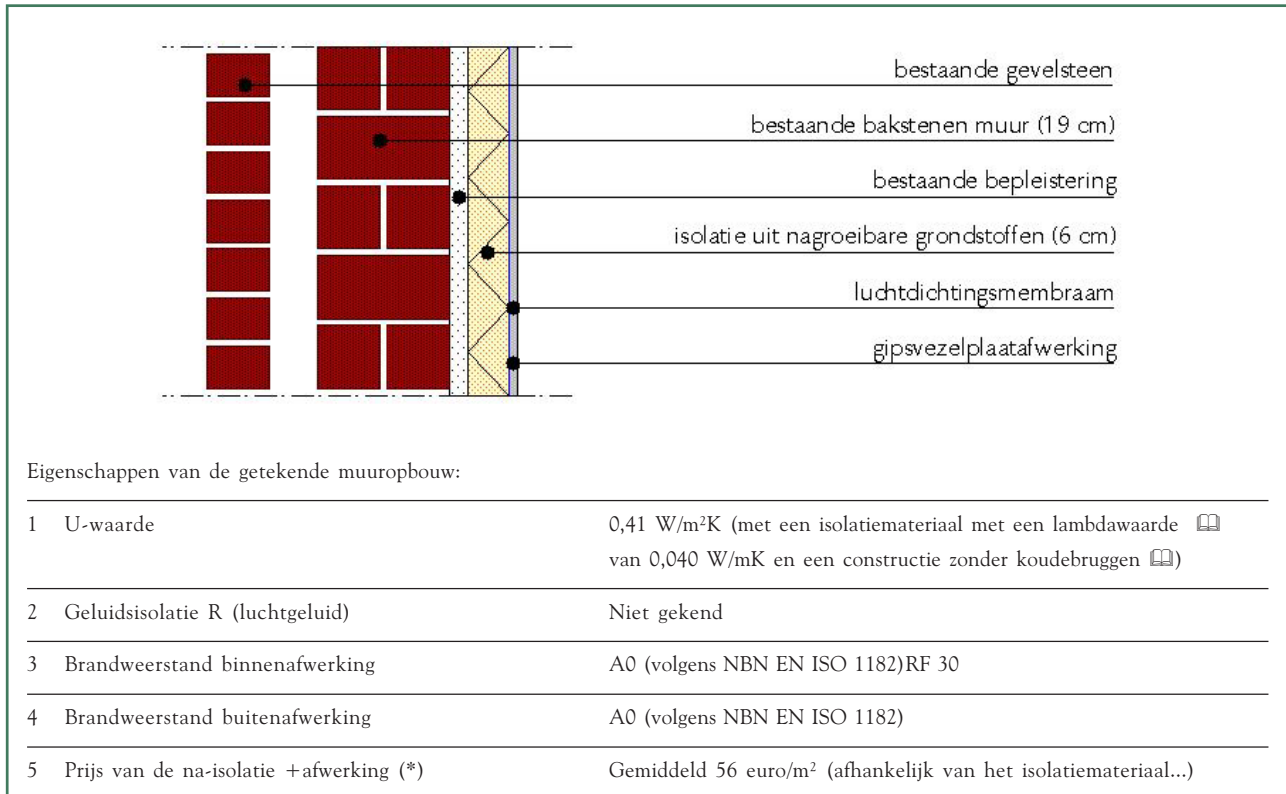 bestaande gevelsteen
bestaande bakstenen muur (19 cm)
bestaande bepleistering
isolatie uit nagroeibare grondstoffen (6 cm)
luchtdichtingsmembraam
gipsvezelplaatafwerking
Eigenschappen van de getekende muuropbouw:
1 U-waarde 0,41 W/m²K (met een isolatiemateriaal met een lambdawaarde 🕮
van 0,040 W/mK en een constructie zonder koudebruggen 🕮)
2 Geluidsisolatie R (luchtgeluid) Niet gekend
3 Brandweerstand binnenafwerking A0 (volgens NBN EN ISO 1182)RF 30
4 Brandweerstand buitenafwerking A0 (volgens NBN EN ISO 1182)
5 Prijs van de na-isolatie +afwerking (*) Gemiddeld 56 euro/m² (afhankelijk van het isolatiemateriaal...)